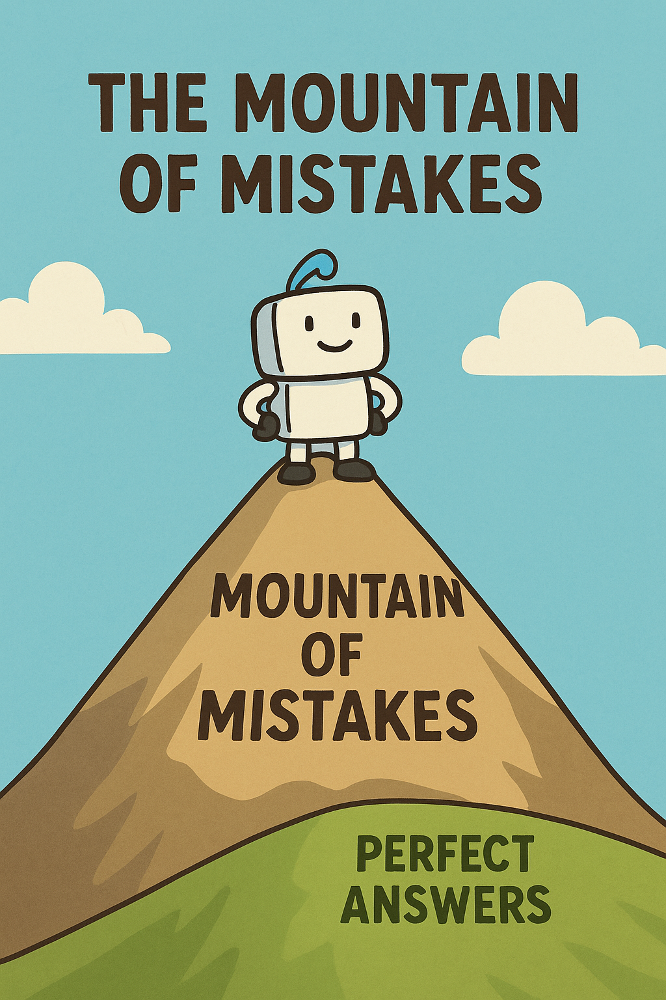 THE MOUNTAIN
OF MISTAKES
MOUNTAIN
OF
MISTAKES
PERFECT
ANSWERS